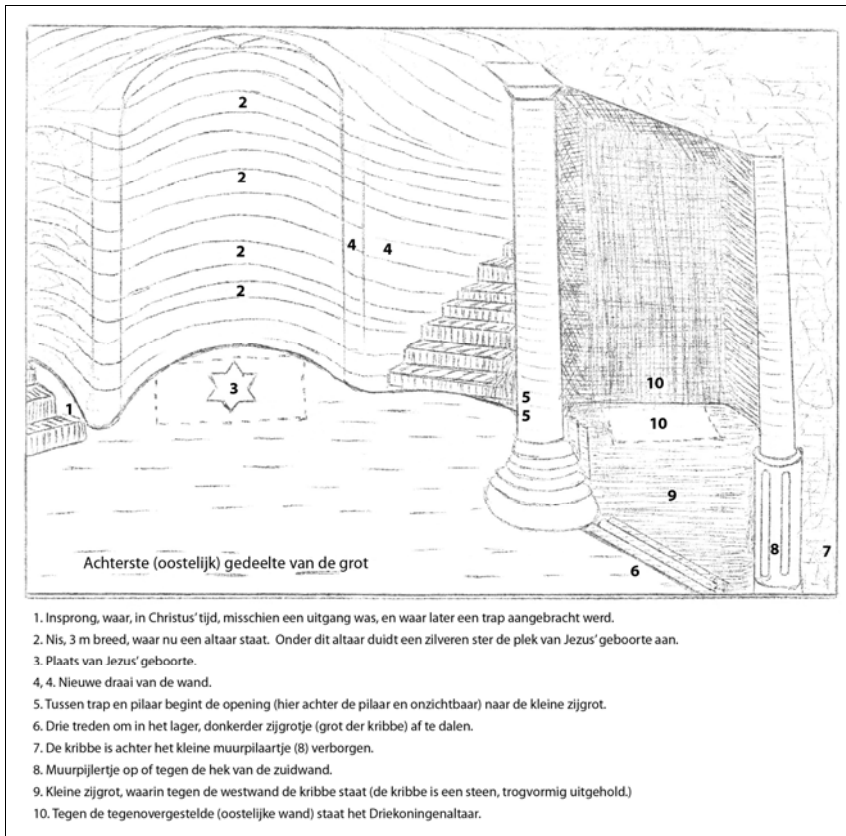 2
2
4
4
2
2
3
1
5
5
10
10
9
8
7
6
Achterste (oostelijk) gedeelte van de grot
1. Insprong, waar, in Christus' tijd, misschien een uitgang was, en waar later een trap aangebracht werd.
2. Nis, 3 m breed, waar nu een altaar staat. Onder dit altaar duidt een zilveren ster de plek van Jezus' geboorte aan.
3. Plaats van Jezus' geboorte.
4, 4. Nieuwe draai van de wand.
5. Tussen trap en pilaar begint de opening (hier achter de pilaar en onzichtbaar) naar de kleine zijgrot.
6. Drie treden om in het lager, donkerder zijgrotje (grot der kribbe) af te dalen.
7. De kribbe is achter het kleine muurpilaartje (8) verborgen.
8. Muurpijlertje op of tegen de hek van de zuidwand.
9. Kleine zijgrot, waarin tegen de westwand de kribbe staat (de kribbe is een steen, trogvormig uitgehold.)
10. Tegen de tegenovergestelde (oostelijke wand) staat het Driekoningenaltaar.